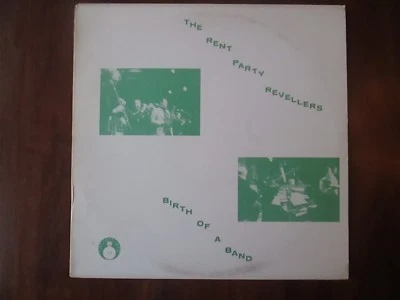 THE RENT PARTY REVELLERS
BIRTH OF A BAND